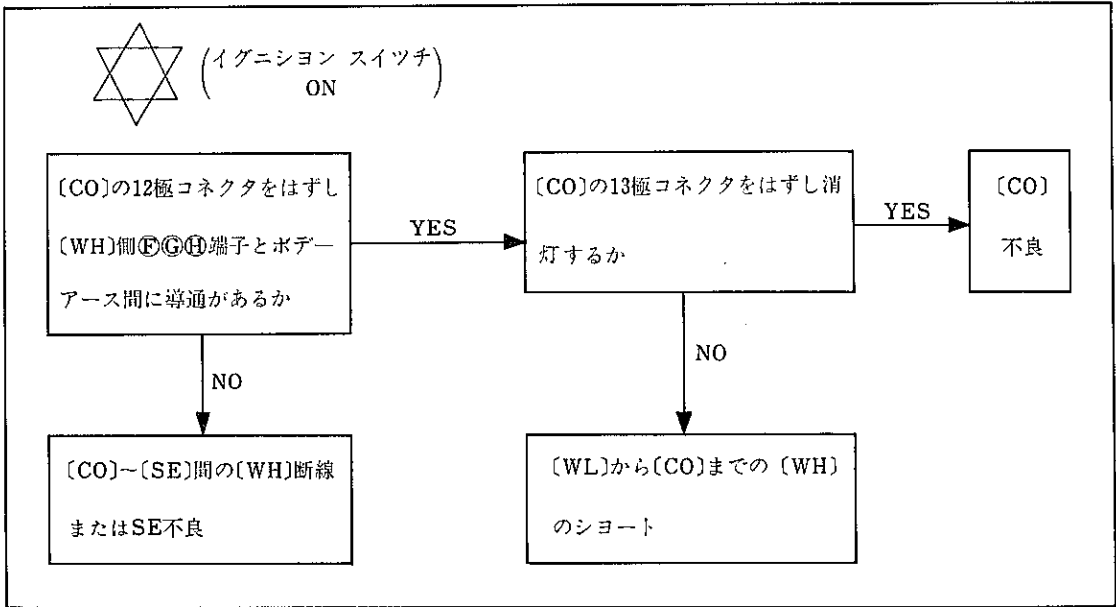 (イグニシヨン スイツチ
ON)
〔CO〕の12極コネクタをはずし
〔WH〕側ⒻⒼⒽ端子とボデー
アース間に導通があるか
YES
〔CO〕の13極コネクタをはずし消
灯するか
YES
〔CO〕
不良
NO
NO
〔CO〕~〔SE〕間の〔WH〕断線
またはSE不良
〔WL〕から〔CO〕までの〔WH〕
のシヨート